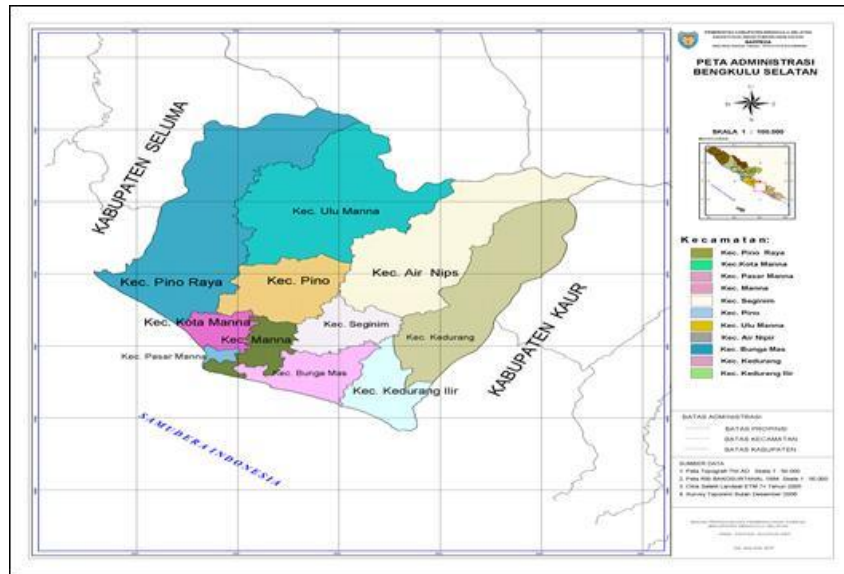 PETA ADMINISTRASI
BENGKULU SELATAN
SKALA 1 : 100.000
KABUPATEN SELUMA
Kec. Ulu Manna
Kec. Pino Raya
Kec. Pino
Kec. Air Nips
Kec. Kota Manna
Kec. Manna
Kec. Seginim
Kec. Kedurang
Kec. Pasar Manna
Kec. Bunga Mas
Kec. Kedurang Ilir
KABUPATEN KAUR
SAMUDERA INDONESIA
Kecamatan:
Kec. Pino Raya
Kec.Kota Manna
Kec. Pasar Manna
Kec. Manna
Kec. Seginim
Kec. Pino
Kec. Ulu Manna
Kec. Air Nipir
Kec. Bunga Mas
Kec. Kedurang
Kec. Kedurang Ilir
BATAS ADMINISTRASI
BATAS PROPINSI
BATAS KECAMATAN
BATAS KABUPATEN
SUMBER DATA